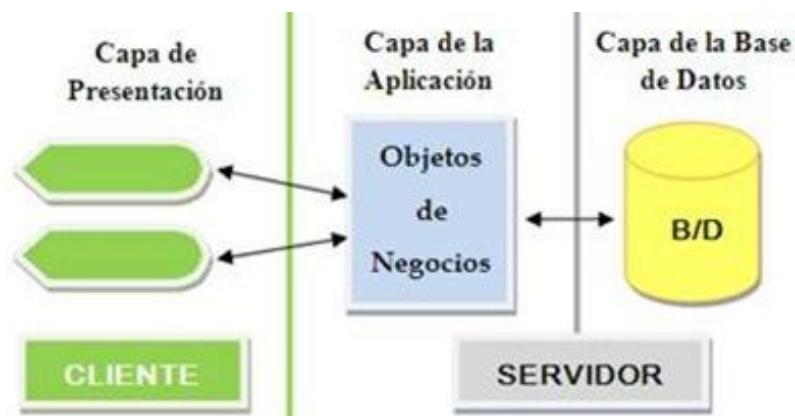 Capa de
Presentación
Capa de la
Aplicación
Capa de la Base
de Datos
Objetos
de
Negocios
B/D
CLIENTE
SERVIDOR